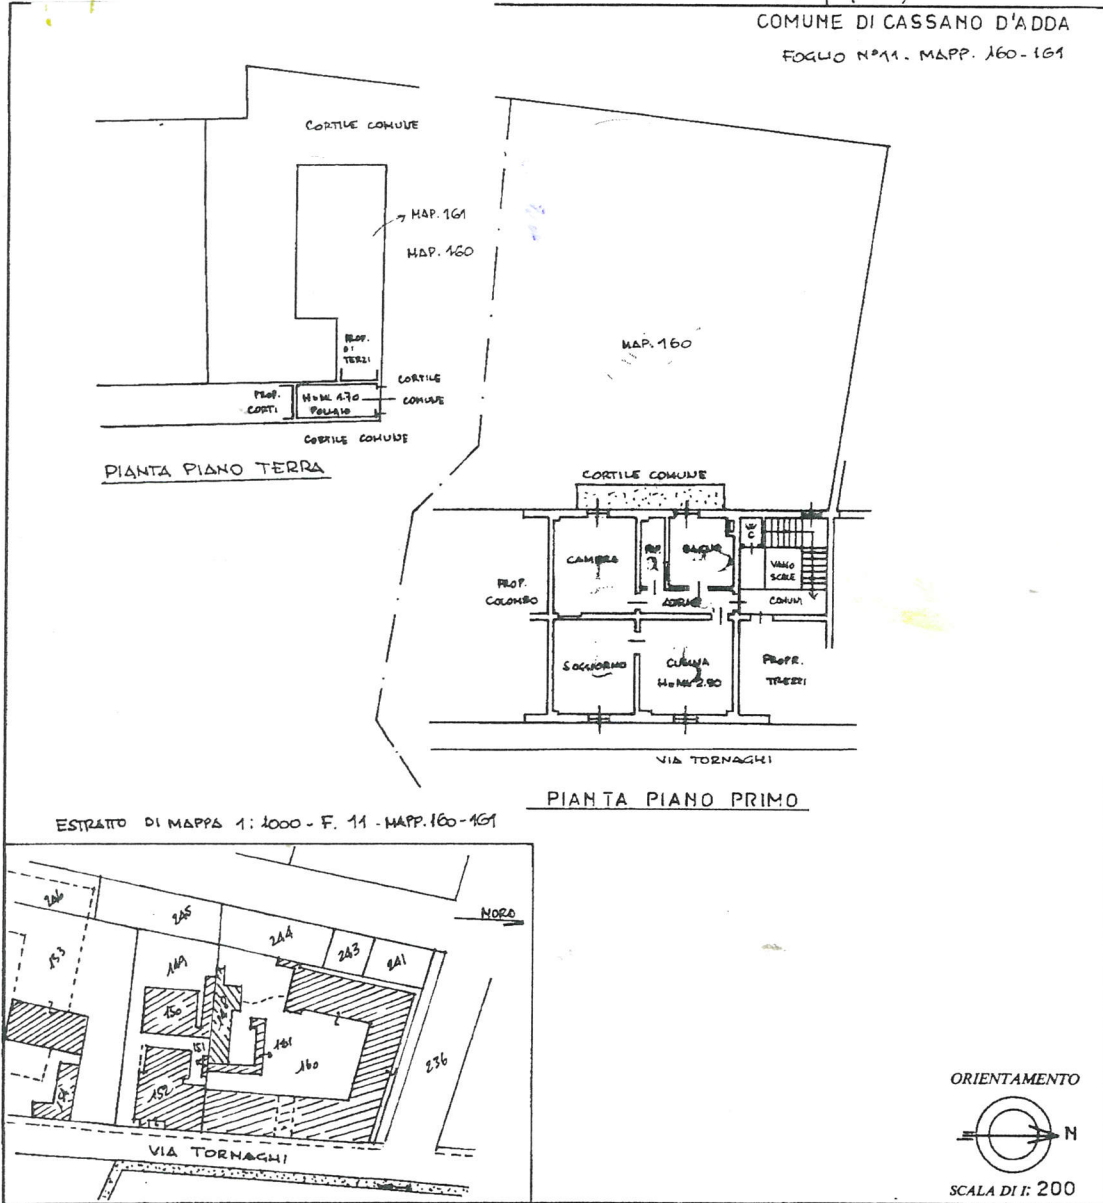 COMUNE DI CASSANO D'ADDA
FOGLIO N°11. MAPP. 160-161
CORTILE COMUNE
MAP. 161
MAP. 160
PROP.
DI
TERZI
PROP.
CORTI
H=ML 1.70
POLLAIO
CORTILE
COMUNE
CORTILE COMUNE
PIANTA PIANO TERRA
MAP. 160
CORTILE COMUNE
CAMERA
RIP.
BAGNO
W
C
VANO
SCALE
COMUNI
PROP.
COLOMBO
SOGGIORNO
CUCINA
H=ML 2.80
PROPR.
TREZZI
VIA TORNAGHI
PIANTA PIANO PRIMO
ESTRATTO DI MAPPA 1:1000 - F. 11 - MAPP. 160-161
NORD
246
245
244
243
241
153
149
150
151
161
160
236
152
VIA TORNAGHI
ORIENTAMENTO
N
SCALA DI 1: 200